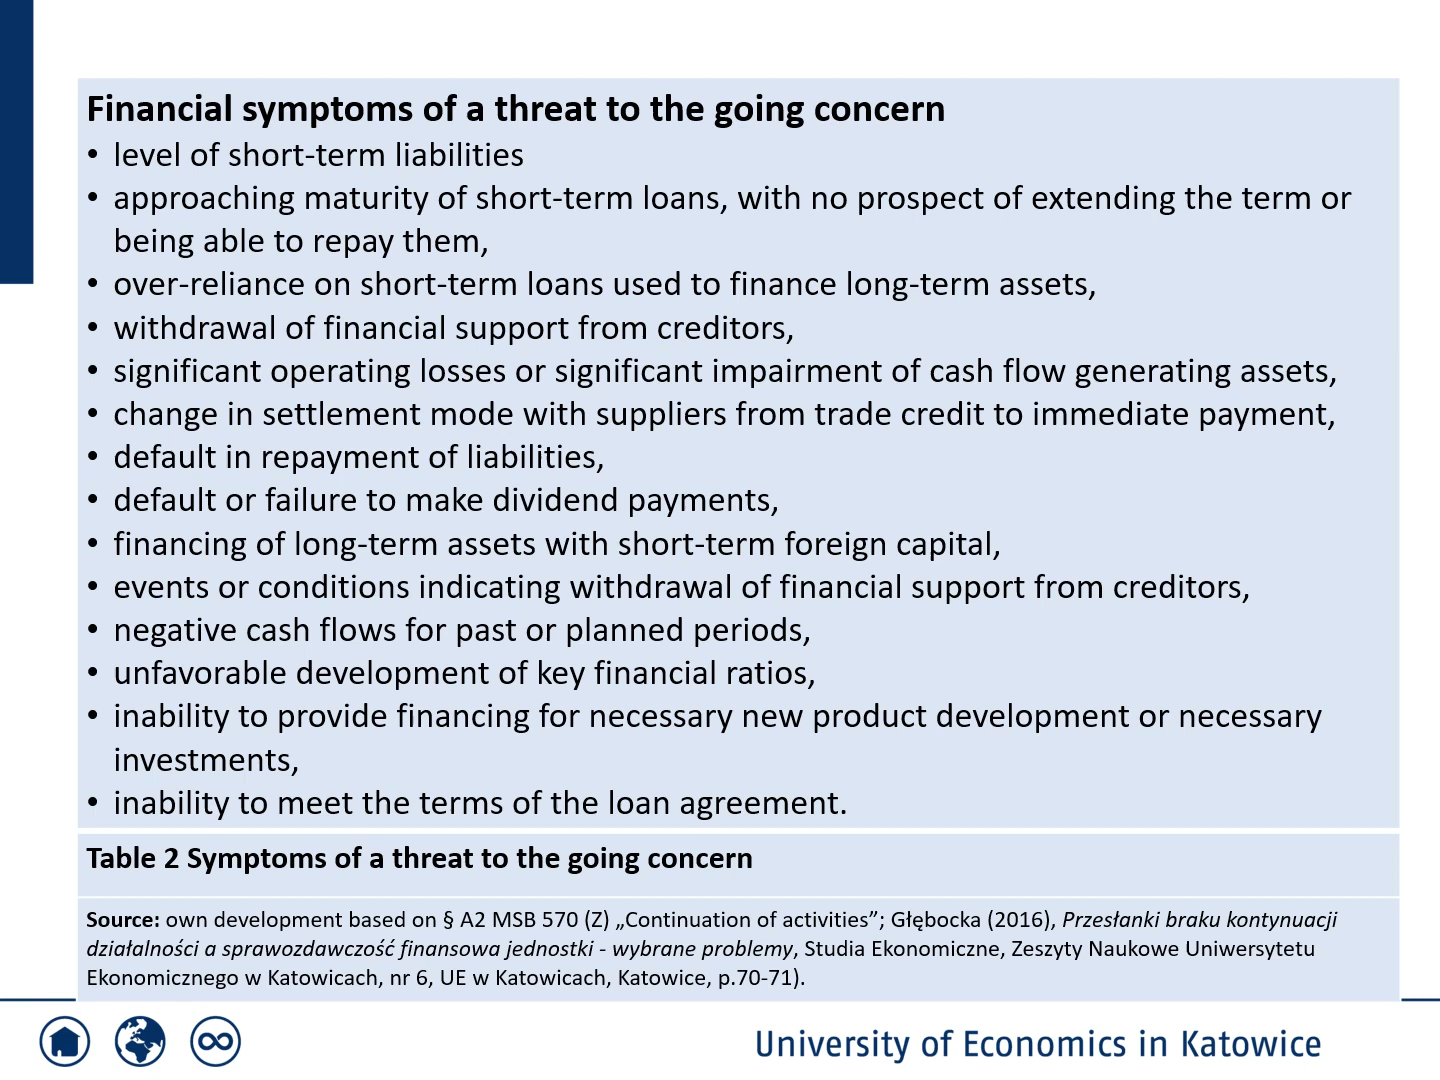 Financial symptoms of a threat to the going concern
• level of short-term liabilities
• approaching maturity of short-term loans, with no prospect of extending the term or
being able to repay them,
• over-reliance on short-term loans used to finance long-term assets,
• withdrawal of financial support from creditors,
• significant operating losses or significant impairment of cash flow generating assets,
• change in settlement mode with suppliers from trade credit to immediate payment,
• default in repayment of liabilities,
• default or failure to make dividend payments,
• financing of long-term assets with short-term foreign capital,
• events or conditions indicating withdrawal of financial support from creditors,
• negative cash flows for past or planned periods,
• unfavorable development of key financial ratios,
• inability to provide financing for necessary new product development or necessary
investments,
• inability to meet the terms of the loan agreement.
Table 2 Symptoms of a threat to the going concern
Source: own development based on § A2 MSB 570 (Z) „Continuation of activities”; Głębocka (2016), Przesłanki braku kontynuacji
działalności a sprawozdawczość finansowa jednostki - wybrane problemy, Studia Ekonomiczne, Zeszyty Naukowe Uniwersytetu
Ekonomicznego w Katowicach, nr 6, UE w Katowicach, Katowice, p.70-71).
University of Economics in Katowice